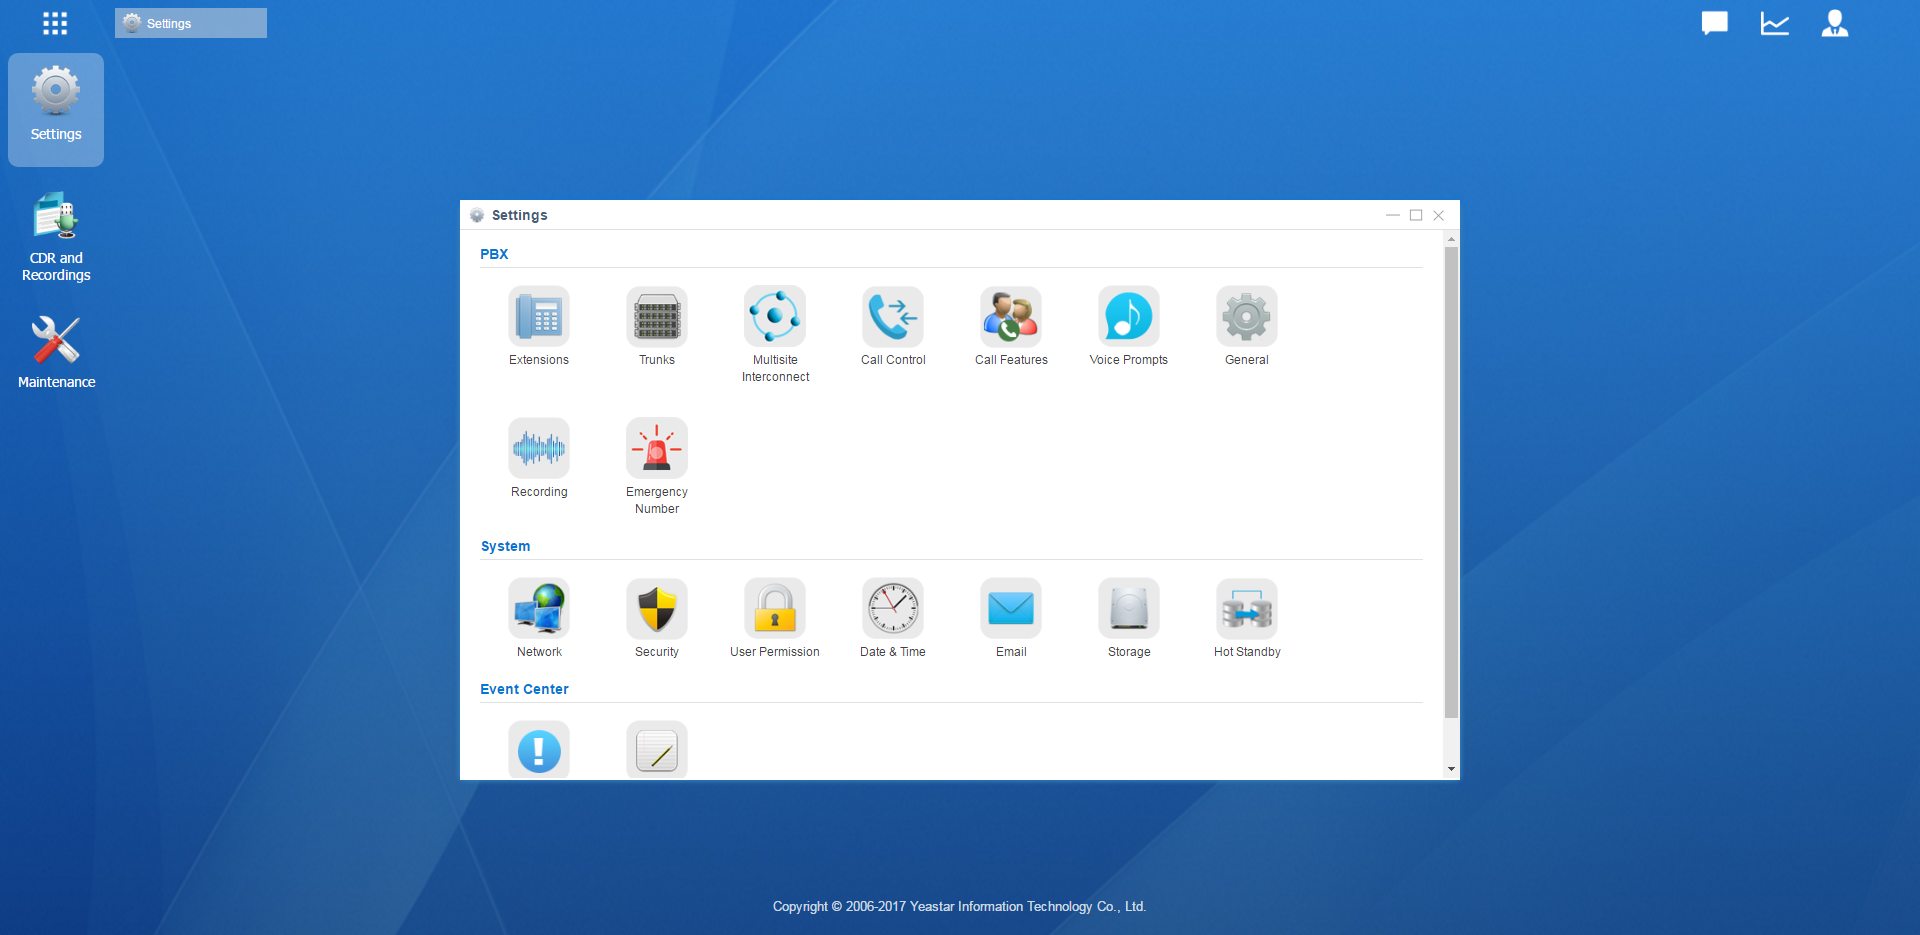 Settings
Settings
CDR and
Recordings
Maintenance
Settings
PBX
Extensions
Trunks
Multisite
Interconnect
Call Control
Call Features
Voice Prompts
General
Recording
Emergency
Number
System
Network
Security
User Permission
Date & Time
Email
Storage
Hot Standby
Event Center
Copyright © 2006-2017 Yeastar Information Technology Co., Ltd.